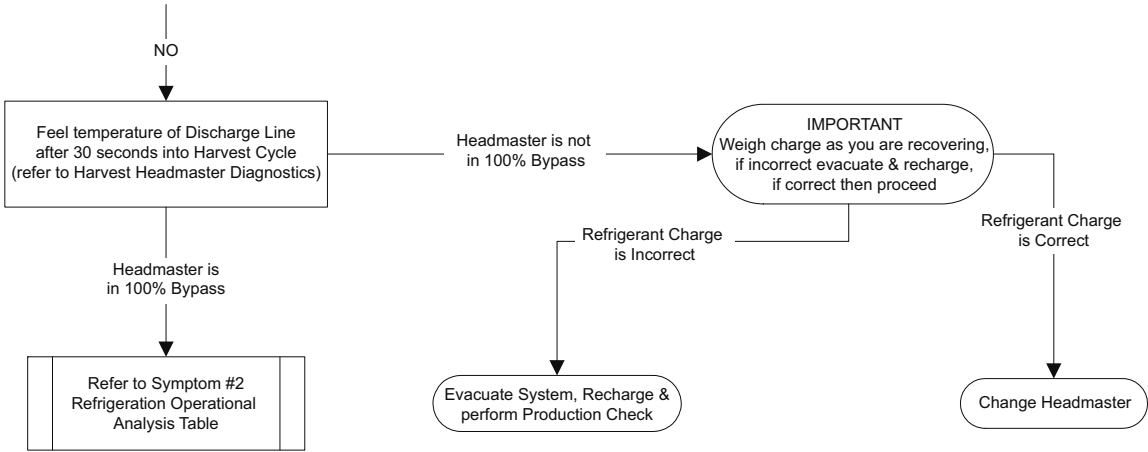 NO
Feel temperature of Discharge Line
after 30 seconds into Harvest Cycle
(refer to Harvest Headmaster Diagnostics)
Headmaster is not
in 100% Bypass
IMPORTANT
Weigh charge as you are recovering,
if incorrect evacuate & recharge,
if correct then proceed
Refrigerant Charge
is Incorrect
Refrigerant Charge
is Correct
Headmaster is
in 100% Bypass
Refer to Symptom #2
Refrigeration Operational
Analysis Table
Evacuate System, Recharge &
perform Production Check
Change Headmaster